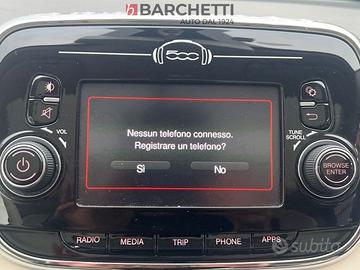 BARCHETTI
AUTO DAL 1924
500
Nessun telefono connesso.
Registrare un telefono?
Sì
No
VOL
TUNE
SCROLL
BROWSE
ENTER
RADIO
MEDIA
TRIP
PHONE
APPS
subito